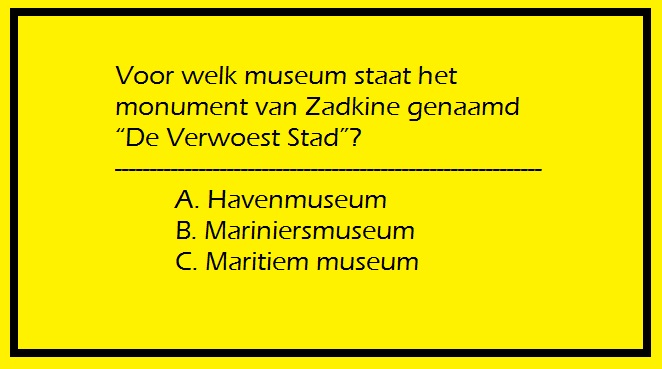 Voor welk museum staat het
monument van Zadkine genaamd
“De Verwoest Stad”?
--------------------------------------------------------------
A. Havenmuseum
B. Mariniersmuseum
C. Maritiem museum